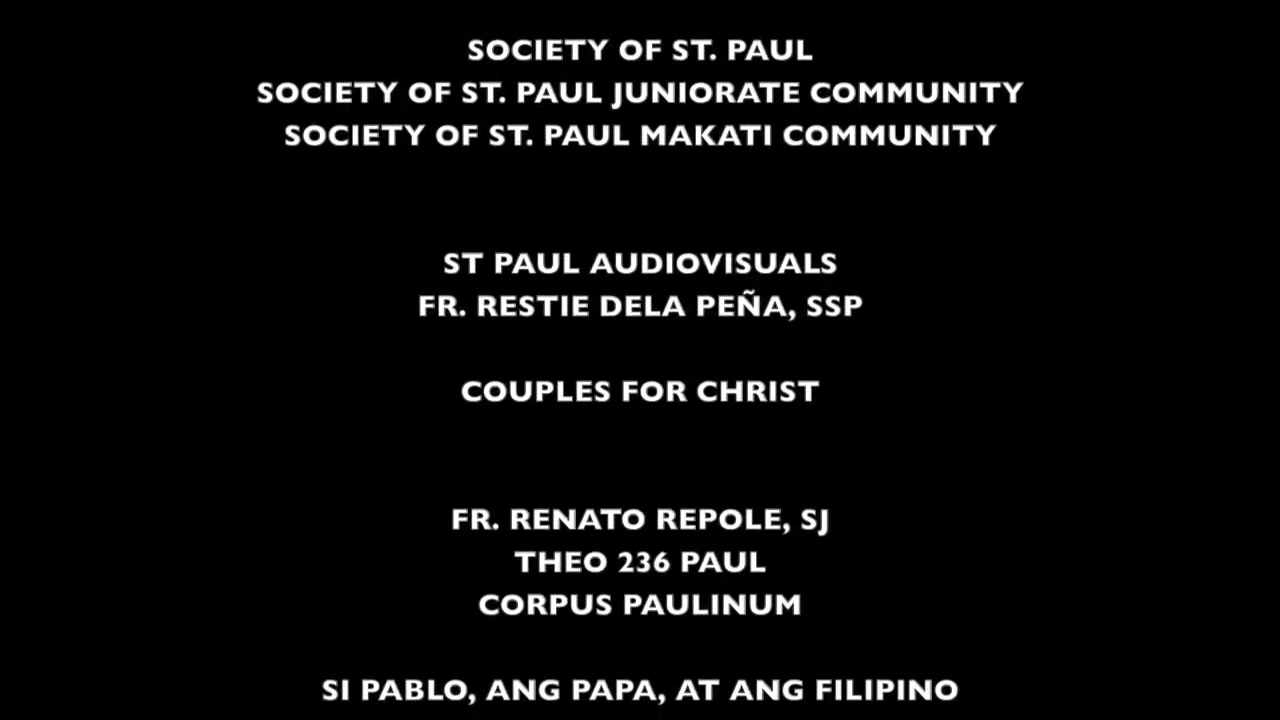 SOCIETY OF ST. PAUL
SOCIETY OF ST. PAUL JUNIORATE COMMUNITY
SOCIETY OF ST. PAUL MAKATI COMMUNITY
ST PAUL AUDIOVISUALS
FR. RESTIE DELA PEÑA, SSP
COUPLES FOR CHRIST
FR. RENATO REPOLE, SJ
THEO 236 PAUL
CORPUS PAULINUM
SI PABLO, ANG PAPA, AT ANG FILIPINO